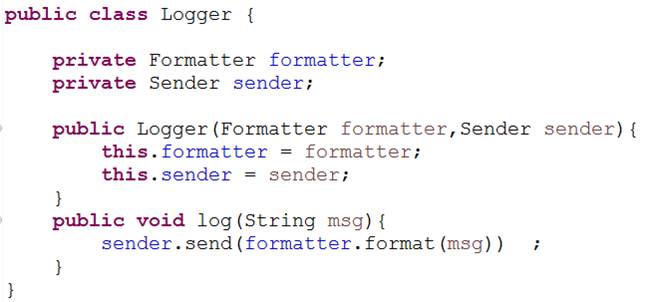 public class Logger {
    private Formatter formatter;
    private Sender sender;
    public Logger(Formatter formatter,Sender sender){
        this.formatter = formatter;
        this.sender = sender;
    }
    public void log(String msg){
        sender.send(formatter.format(msg))  ;
    }
}